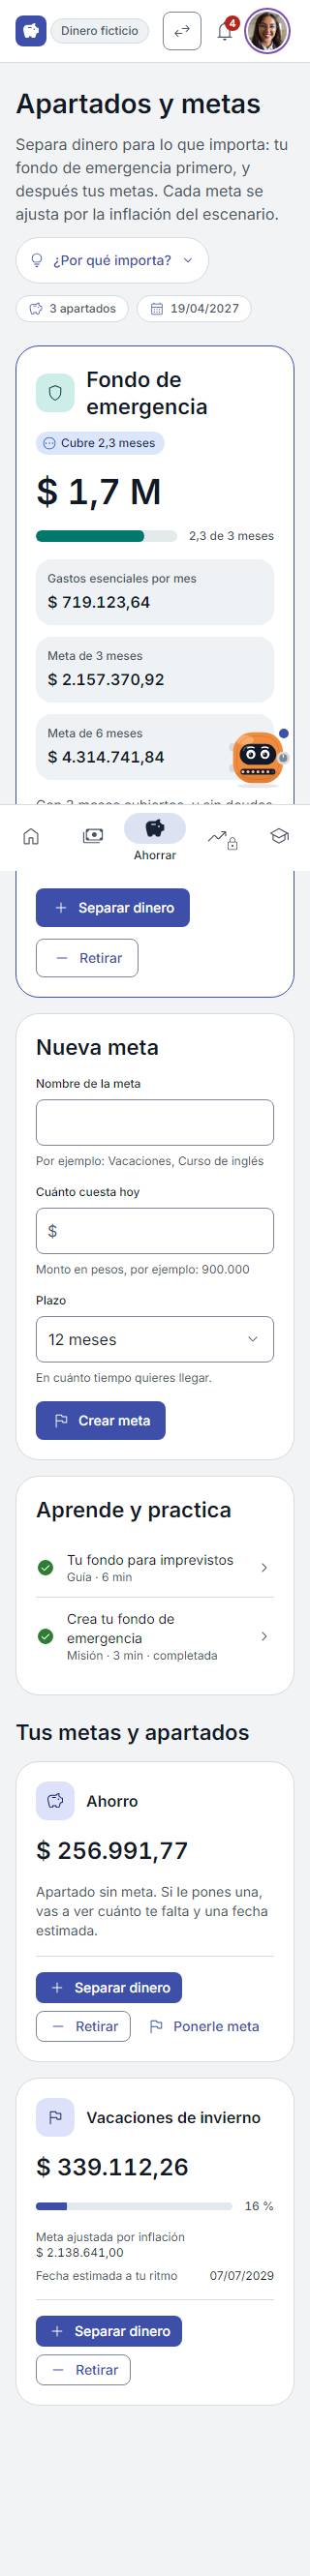 Dinero ficticio
4
Apartados y metas
Separa dinero para lo que importa: tu
fondo de emergencia primero, y
después tus metas. Cada meta se
ajusta por la inflación del escenario.
¿Por qué importa?
3 apartados
19/04/2027
Fondo de
emergencia
Cubre 2,3 meses
$ 1,7 M
2,3 de 3 meses
Gastos esenciales por mes
$ 719.123,64
Meta de 3 meses
$ 2.157.370,92
Meta de 6 meses
$ 4.314.741,84
Ahorrar
Separar dinero
Retirar
Nueva meta
Nombre de la meta
Por ejemplo: Vacaciones, Curso de inglés
Cuánto cuesta hoy
$
Monto en pesos, por ejemplo: 900.000
Plazo
12 meses
En cuánto tiempo quieres llegar.
Crear meta
Aprende y practica
Tu fondo para imprevistos
Guía · 6 min
Crea tu fondo de
emergencia
Misión · 3 min · completada
Tus metas y apartados
Ahorro
$ 256.991,77
Apartado sin meta. Si le pones una,
vas a ver cuánto te falta y una fecha
estimada.
Separar dinero
Retirar
Ponerle meta
Vacaciones de invierno
$ 339.112,26
16 %
Meta ajustada por inflación
$ 2.138.641,00
Fecha estimada a tu ritmo
07/07/2029
Separar dinero
Retirar